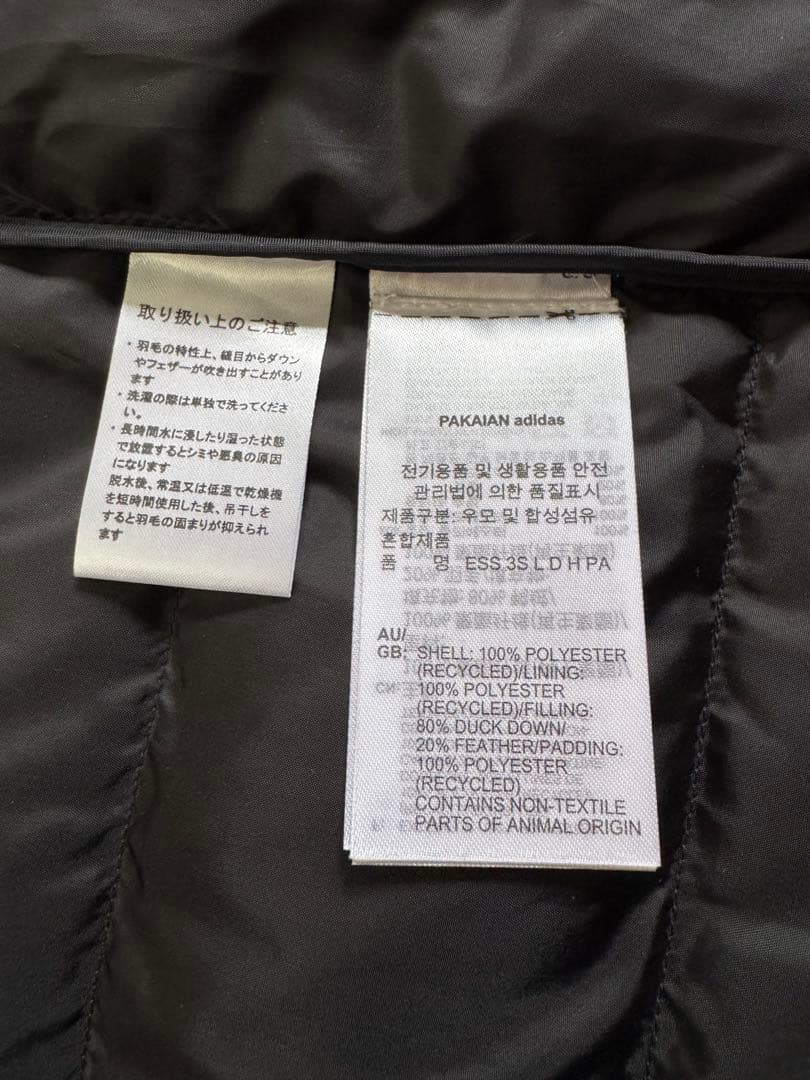 取り扱い上のご注意
・羽毛の特性上、縫目からダウン
やフェザーが吹き出すことがあり
ます
・洗濯の際は単独で洗ってくださ
い。
・長時間水に浸したり湿った状態
で放置するとシミや悪臭の原因
になります
脱水後、常温又は低温で乾燥機
を短時間使用した後、吊干しを
すると羽毛の固まりが抑えられ
ます
PAKAIAN adidas
전기용품 및 생활용품 안전
관리법에 의한 품질표시
제품구분: 우모 및 합성섬유
혼합제품
품 명 ESS 3S L D H PA
AU/
GB: SHELL: 100% POLYESTER
(RECYCLED)/LINING:
100% POLYESTER
(RECYCLED)/FILLING:
80% DUCK DOWN/
20% FEATHER/PADDING:
100% POLYESTER
(RECYCLED)
CONTAINS NON-TEXTILE
PARTS OF ANIMAL ORIGIN